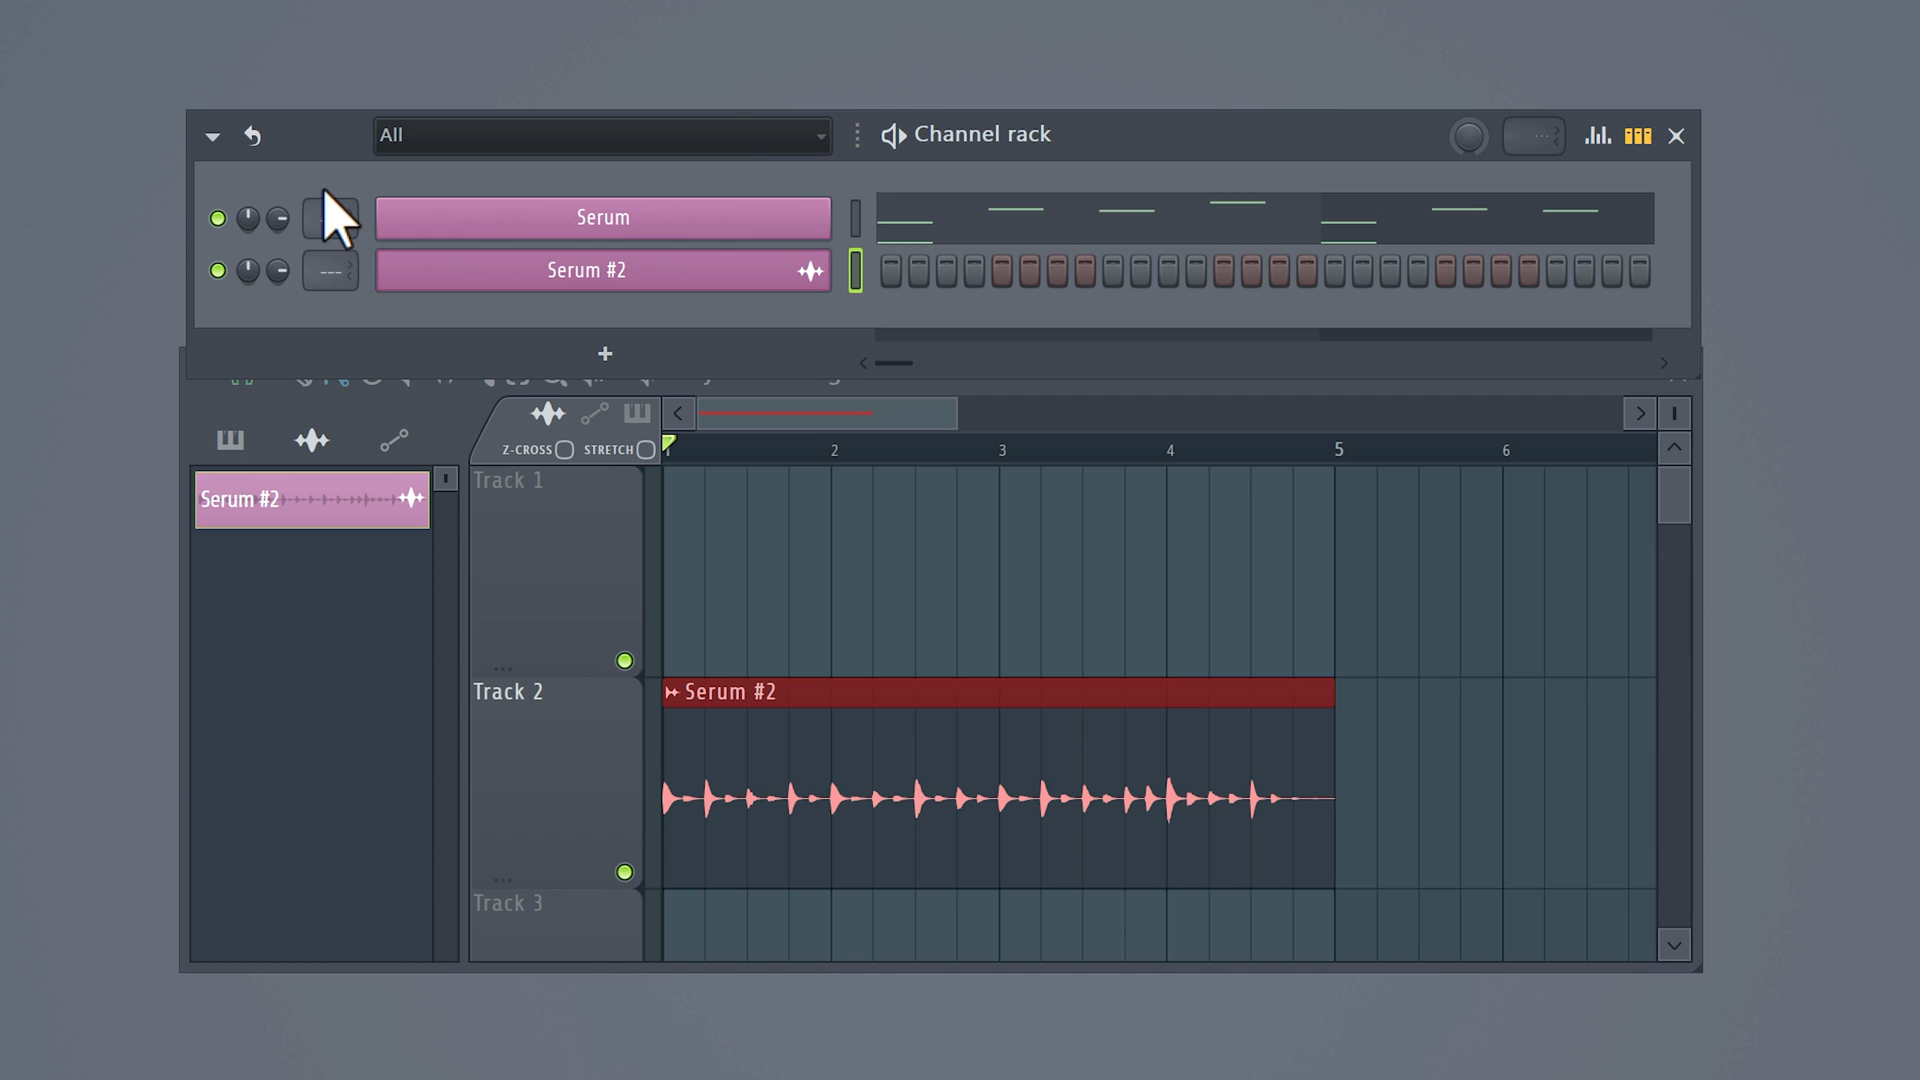 All
Channel rack
Serum
--- Serum #2
Z-CROSS STRETCH
1 2 3 4 5 6
Serum #2
Track 1
Track 2
Serum #2
Track 3